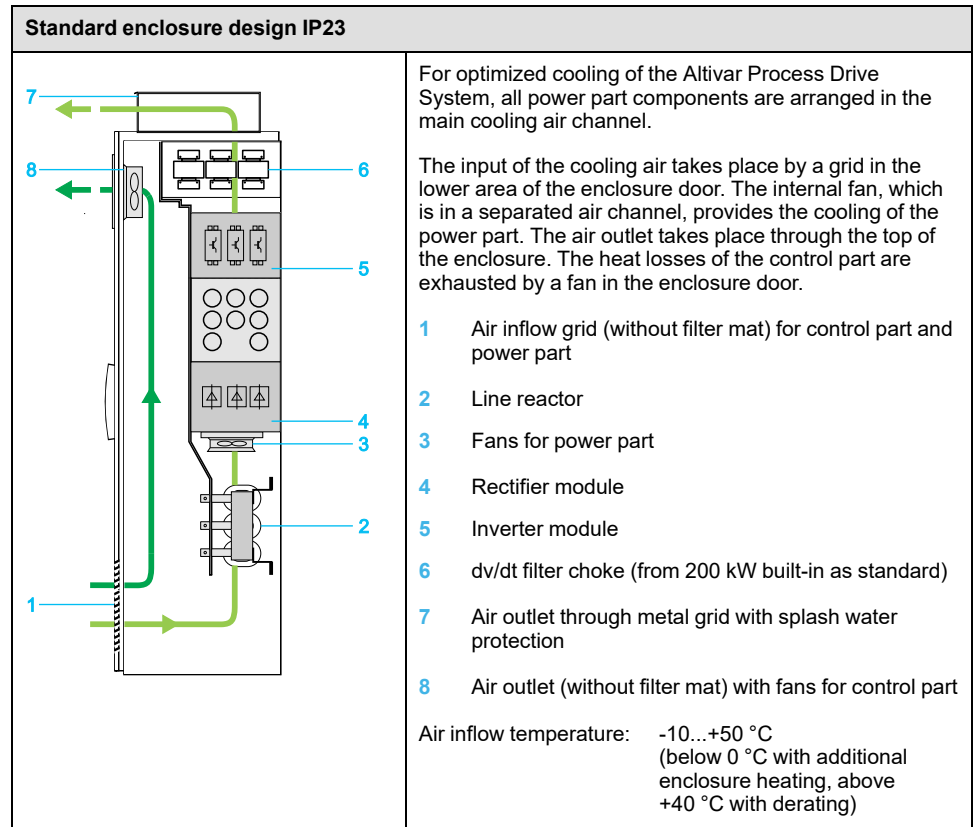 Standard enclosure design IP23
7
8
6
5
4
3
2
1
For optimized cooling of the Altivar Process Drive
System, all power part components are arranged in the
main cooling air channel.
The input of the cooling air takes place by a grid in the
lower area of the enclosure door. The internal fan, which
is in a separated air channel, provides the cooling of the
power part. The air outlet takes place through the top of
the enclosure. The heat losses of the control part are
exhausted by a fan in the enclosure door.
1 Air inflow grid (without filter mat) for control part and
power part
2 Line reactor
3 Fans for power part
4 Rectifier module
5 Inverter module
6 dv/dt filter choke (from 200 kW built-in as standard)
7 Air outlet through metal grid with splash water
protection
8 Air outlet (without filter mat) with fans for control part
Air inflow temperature: -10...+50 °C
(below 0 °C with additional
enclosure heating, above
+40 °C with derating)